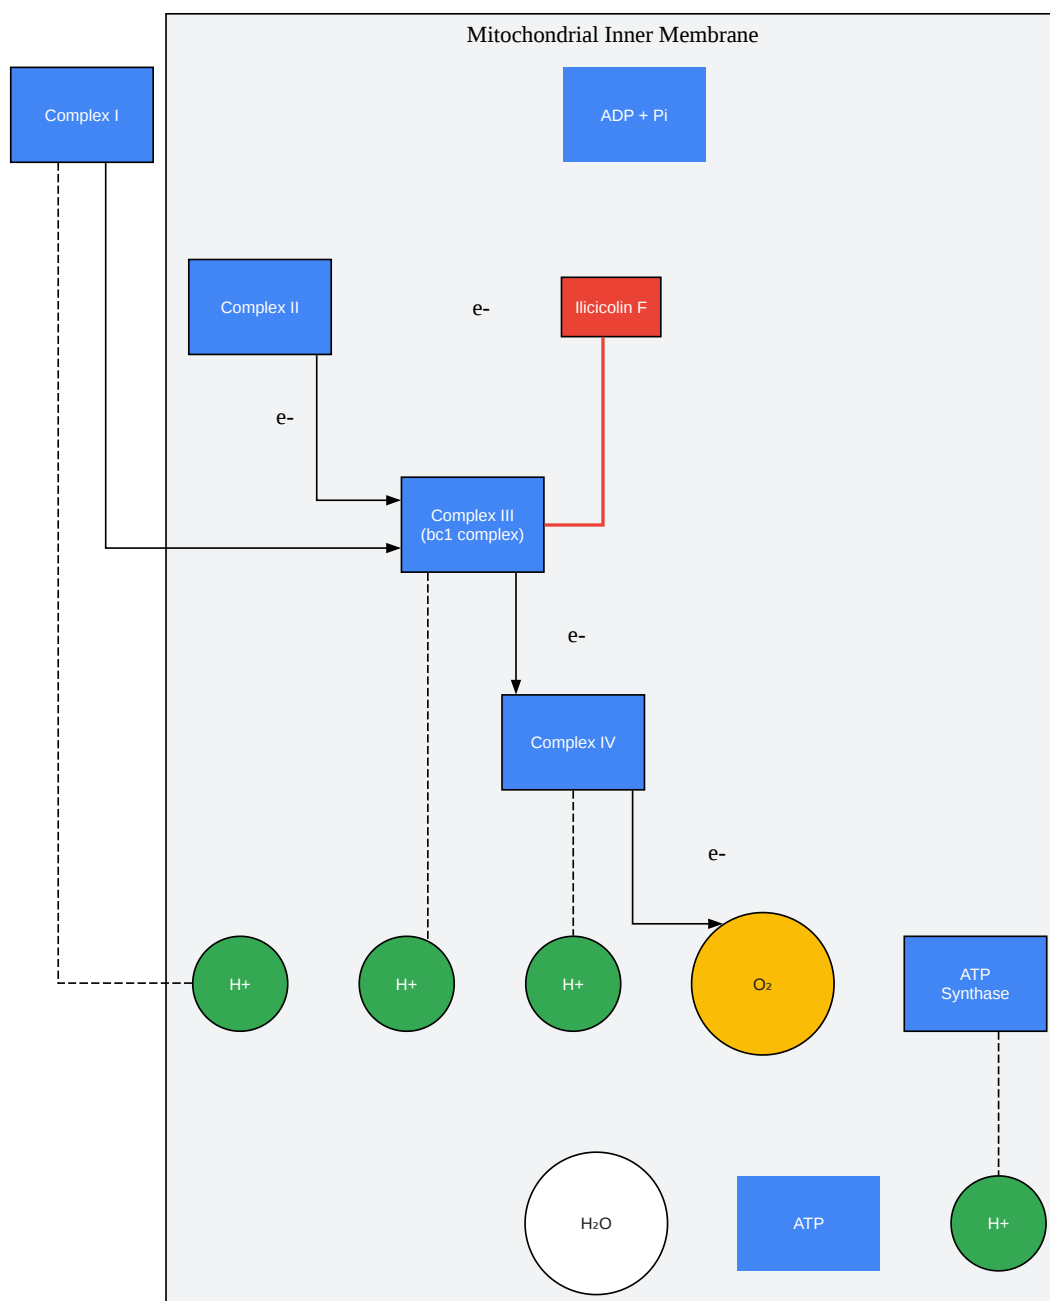 Mitochondrial Inner Membrane
Complex I
ADP + Pi
Complex II
e-
Ilicicolin F
e-
Complex III
(bc1 complex)
e-
Complex IV
e-
H+
H+
H+
O₂
ATP
Synthase
H₂O
ATP
H+